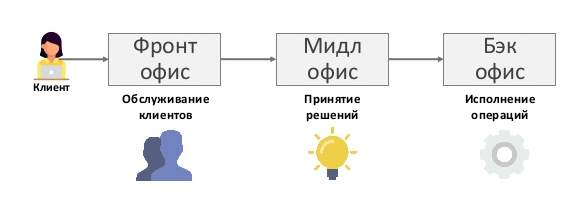 Клиент
Фронт
офис
Обслуживание
клиентов
Мидл
офис
Принятие
решений
Бэк
офис
Исполнение
операций